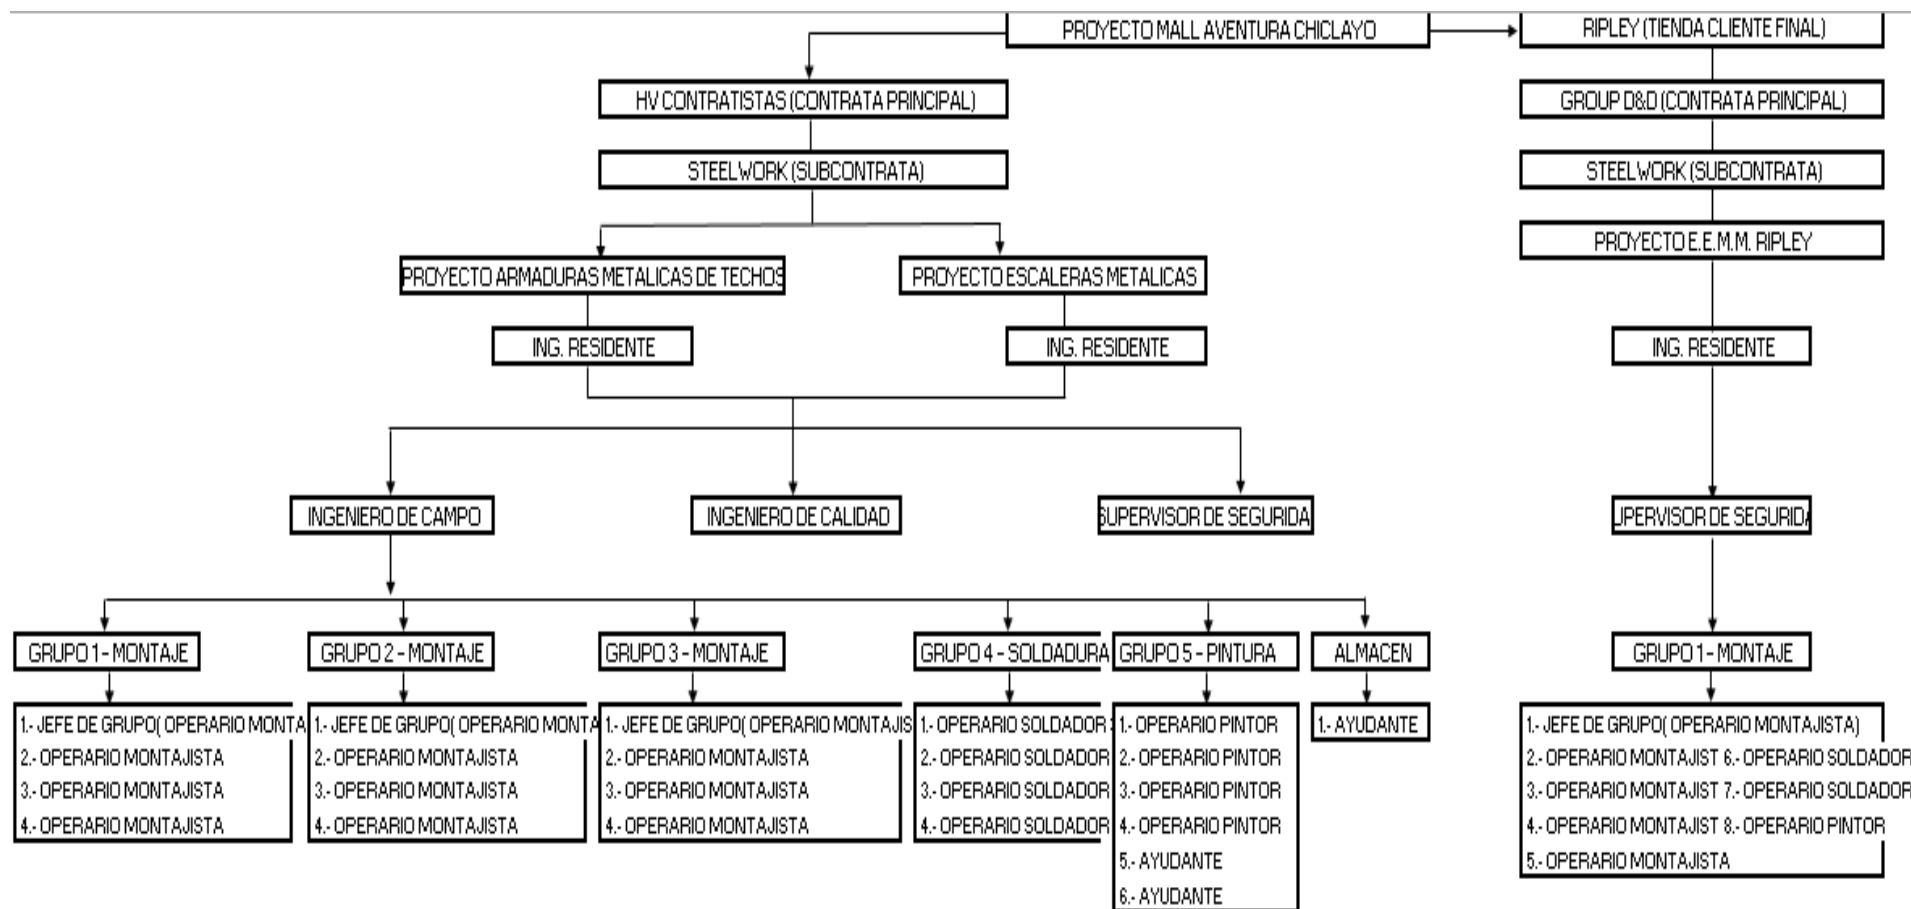 PROYECTO MALL AVENTURA CHICLAYO
RIPLEY (TIENDA CLIENTE FINAL)
HV CONTRATISTAS (CONTRATA PRINCIPAL)
GROUP D&D (CONTRATA PRINCIPAL)
STEELWORK (SUBCONTRATA)
STEELWORK (SUBCONTRATA)
PROYECTO E.E.M.M. RIPLEY
PROYECTO ARMADURAS METALICAS DE TECHOS
PROYECTO ESCALERAS METALICAS
ING. RESIDENTE
ING. RESIDENTE
ING. RESIDENTE
INGENIERO DE CAMPO
INGENIERO DE CALIDAD
SUPERVISOR DE SEGURIDA
UPERVISOR DE SEGURIDA
GRUPO 1 - MONTAJE
GRUPO 2 - MONTAJE
GRUPO 3 - MONTAJE
GRUPO 4 - SOLDADURA
GRUPO 5 - PINTURA
ALMACEN
GRUPO 1 - MONTAJE
1.- JEFE DE GRUPO( OPERARIO MONTA
2.- OPERARIO MONTAJISTA
3.- OPERARIO MONTAJISTA
4.- OPERARIO MONTAJISTA
1.- JEFE DE GRUPO( OPERARIO MONTA
2.- OPERARIO MONTAJISTA
3.- OPERARIO MONTAJISTA
4.- OPERARIO MONTAJISTA
1.- JEFE DE GRUPO( OPERARIO MONTAJIS
2.- OPERARIO MONTAJISTA
3.- OPERARIO MONTAJISTA
4.- OPERARIO MONTAJISTA
1.- OPERARIO SOLDADOR
2.- OPERARIO SOLDADOR
3.- OPERARIO SOLDADOR
4.- OPERARIO SOLDADOR
1.- OPERARIO PINTOR
2.- OPERARIO PINTOR
3.- OPERARIO PINTOR
4.- OPERARIO PINTOR
5.- AYUDANTE
6.- AYUDANTE
1.- AYUDANTE
1.- JEFE DE GRUPO( OPERARIO MONTAJISTA)
2.- OPERARIO MONTAJIST 6.- OPERARIO SOLDADOR
3.- OPERARIO MONTAJIST 7.- OPERARIO SOLDADOR
4.- OPERARIO MONTAJIST 8.- OPERARIO PINTOR
5.- OPERARIO MONTAJISTA